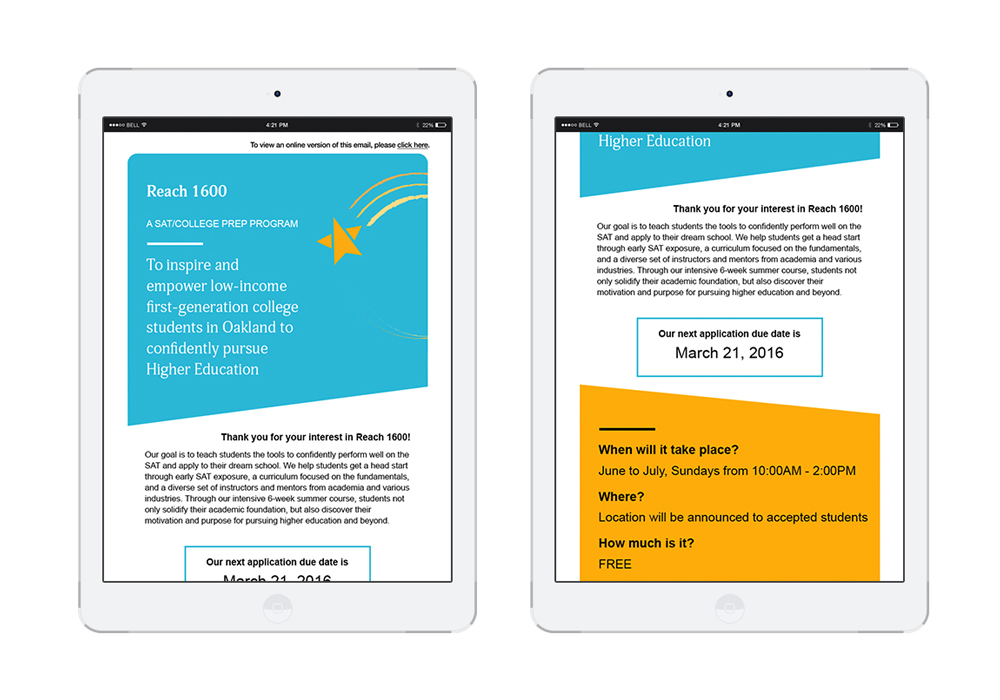 BELL
4:21 PM
22%
To view an online version of this email, please click here.
Reach 1600
A SAT/COLLEGE PREP PROGRAM
To inspire and
empower low-income
first-generation college
students in Oakland to
confidently pursue
Higher Education
Thank you for your interest in Reach 1600!
Our goal is to teach students the tools to confidently perform well on the
SAT and apply to their dream school. We help students get a head start
through early SAT exposure, a curriculum focused on the fundamentals,
and a diverse set of instructors and mentors from academia and various
industries. Through our intensive 6-week summer course, students not
only solidify their academic foundation, but also discover their
motivation and purpose for pursuing higher education and beyond.
Our next application due date is
March 21, 2016
BELL
4:21 PM
22%
Higher Education
Thank you for your interest in Reach 1600!
Our goal is to teach students the tools to confidently perform well on the
SAT and apply to their dream school. We help students get a head start
through early SAT exposure, a curriculum focused on the fundamentals,
and a diverse set of instructors and mentors from academia and various
industries. Through our intensive 6-week summer course, students not
only solidify their academic foundation, but also discover their
motivation and purpose for pursuing higher education and beyond.
Our next application due date is
March 21, 2016
When will it take place?
June to July, Sundays from 10:00AM - 2:00PM
Where?
Location will be announced to accepted students
How much is it?
FREE